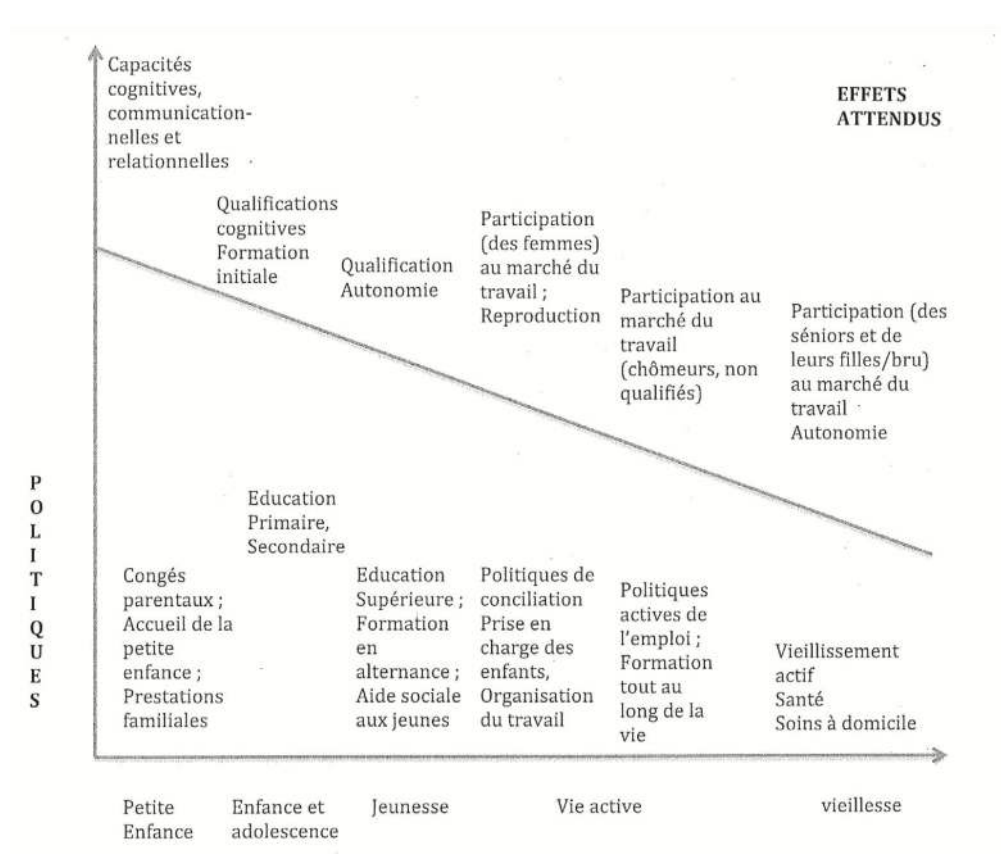 Capacités
cognitives,
communication-
nelles et
relationnelles
EFFETS
ATTENDUS
Qualifications
cognitives
Formation
initiale
Qualification
Autonomie
Participation
(des femmes)
au marché du
travail ;
Reproduction
Participation au
marché du
travail
(chômeurs, non
qualifiés)
Participation (des
séniors et de
leurs filles/bru)
au marché du
travail
Autonomie
P
O
L
I
T
I
Q
U
E
S
Congés
parentaux ;
Accueil de la
petite
enfance ;
Prestations
familiales
Education
Primaire,
Secondaire
Education
Supérieure ;
Formation
en
alternance ;
Aide sociale
aux jeunes
Politiques de
conciliation
Prise en
charge des
enfants,
Organisation
du travail
Politiques
actives de
l'emploi ;
Formation
tout au
long de la
vie
Vieillissement
actif
Santé
Soins à domicile
Petite
Enfance
Enfance et
adolescence
Jeunesse
Vie active
vieillesse